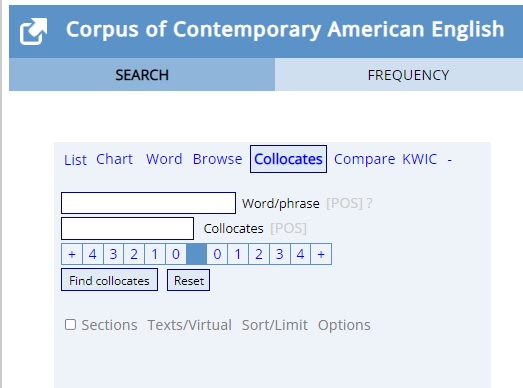 Corpus of Contemporary American English
SEARCH FREQUENCY
List Chart Word Browse Collocates Compare KWIC -
Word/phrase [POS] ?
Collocates [POS]
+ 4 3 2 1 0 0 1 2 3 4 +
Find collocates Reset
Sections Texts/Virtual Sort/Limit Options